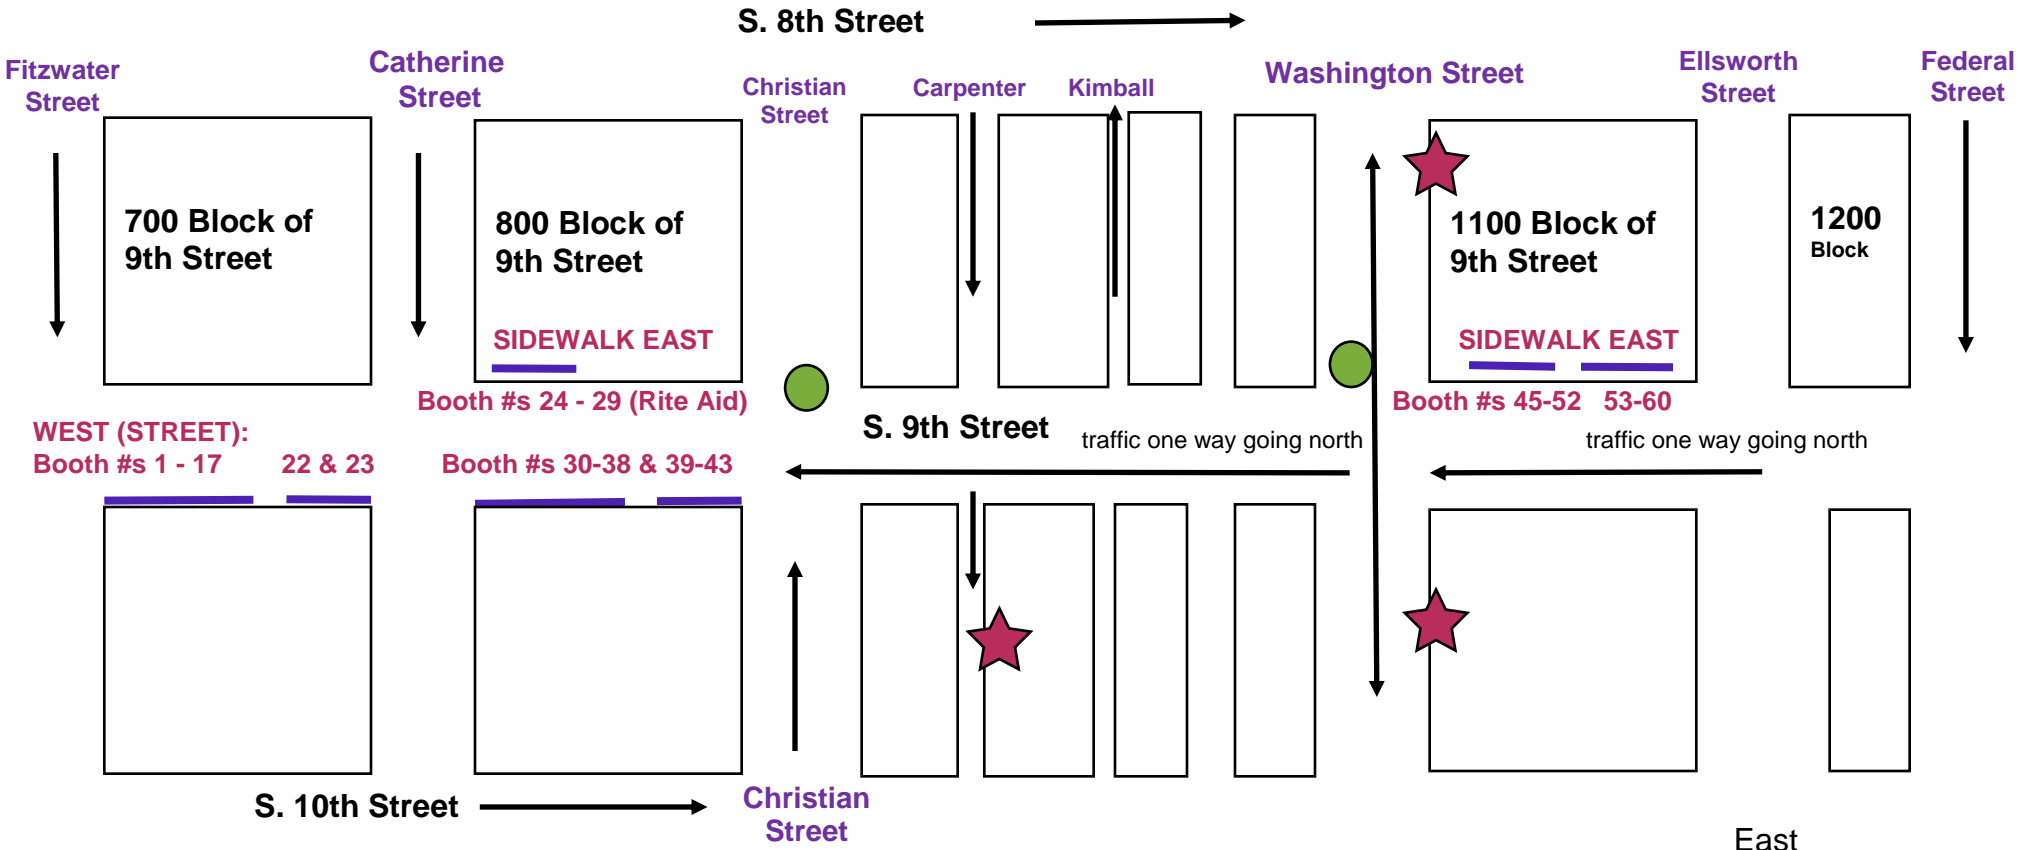 S. 8th Street
Fitzwater
Street
Catherine
Street
Christian
Street
Carpenter
Kimball
Washington Street
Ellsworth
Street
Federal
Street
700 Block of
9th Street
800 Block of
9th Street
1100 Block of
9th Street
1200
Block
SIDEWALK EAST
SIDEWALK EAST
Booth #s 24 - 29 (Rite Aid)
Booth #s 45-52 53-60
WEST (STREET):
Booth #s 1 - 17 22 & 23
Booth #s 30-38 & 39-43
S. 9th Street
traffic one way going north
traffic one way going north
S. 10th Street
Christian
Street
East